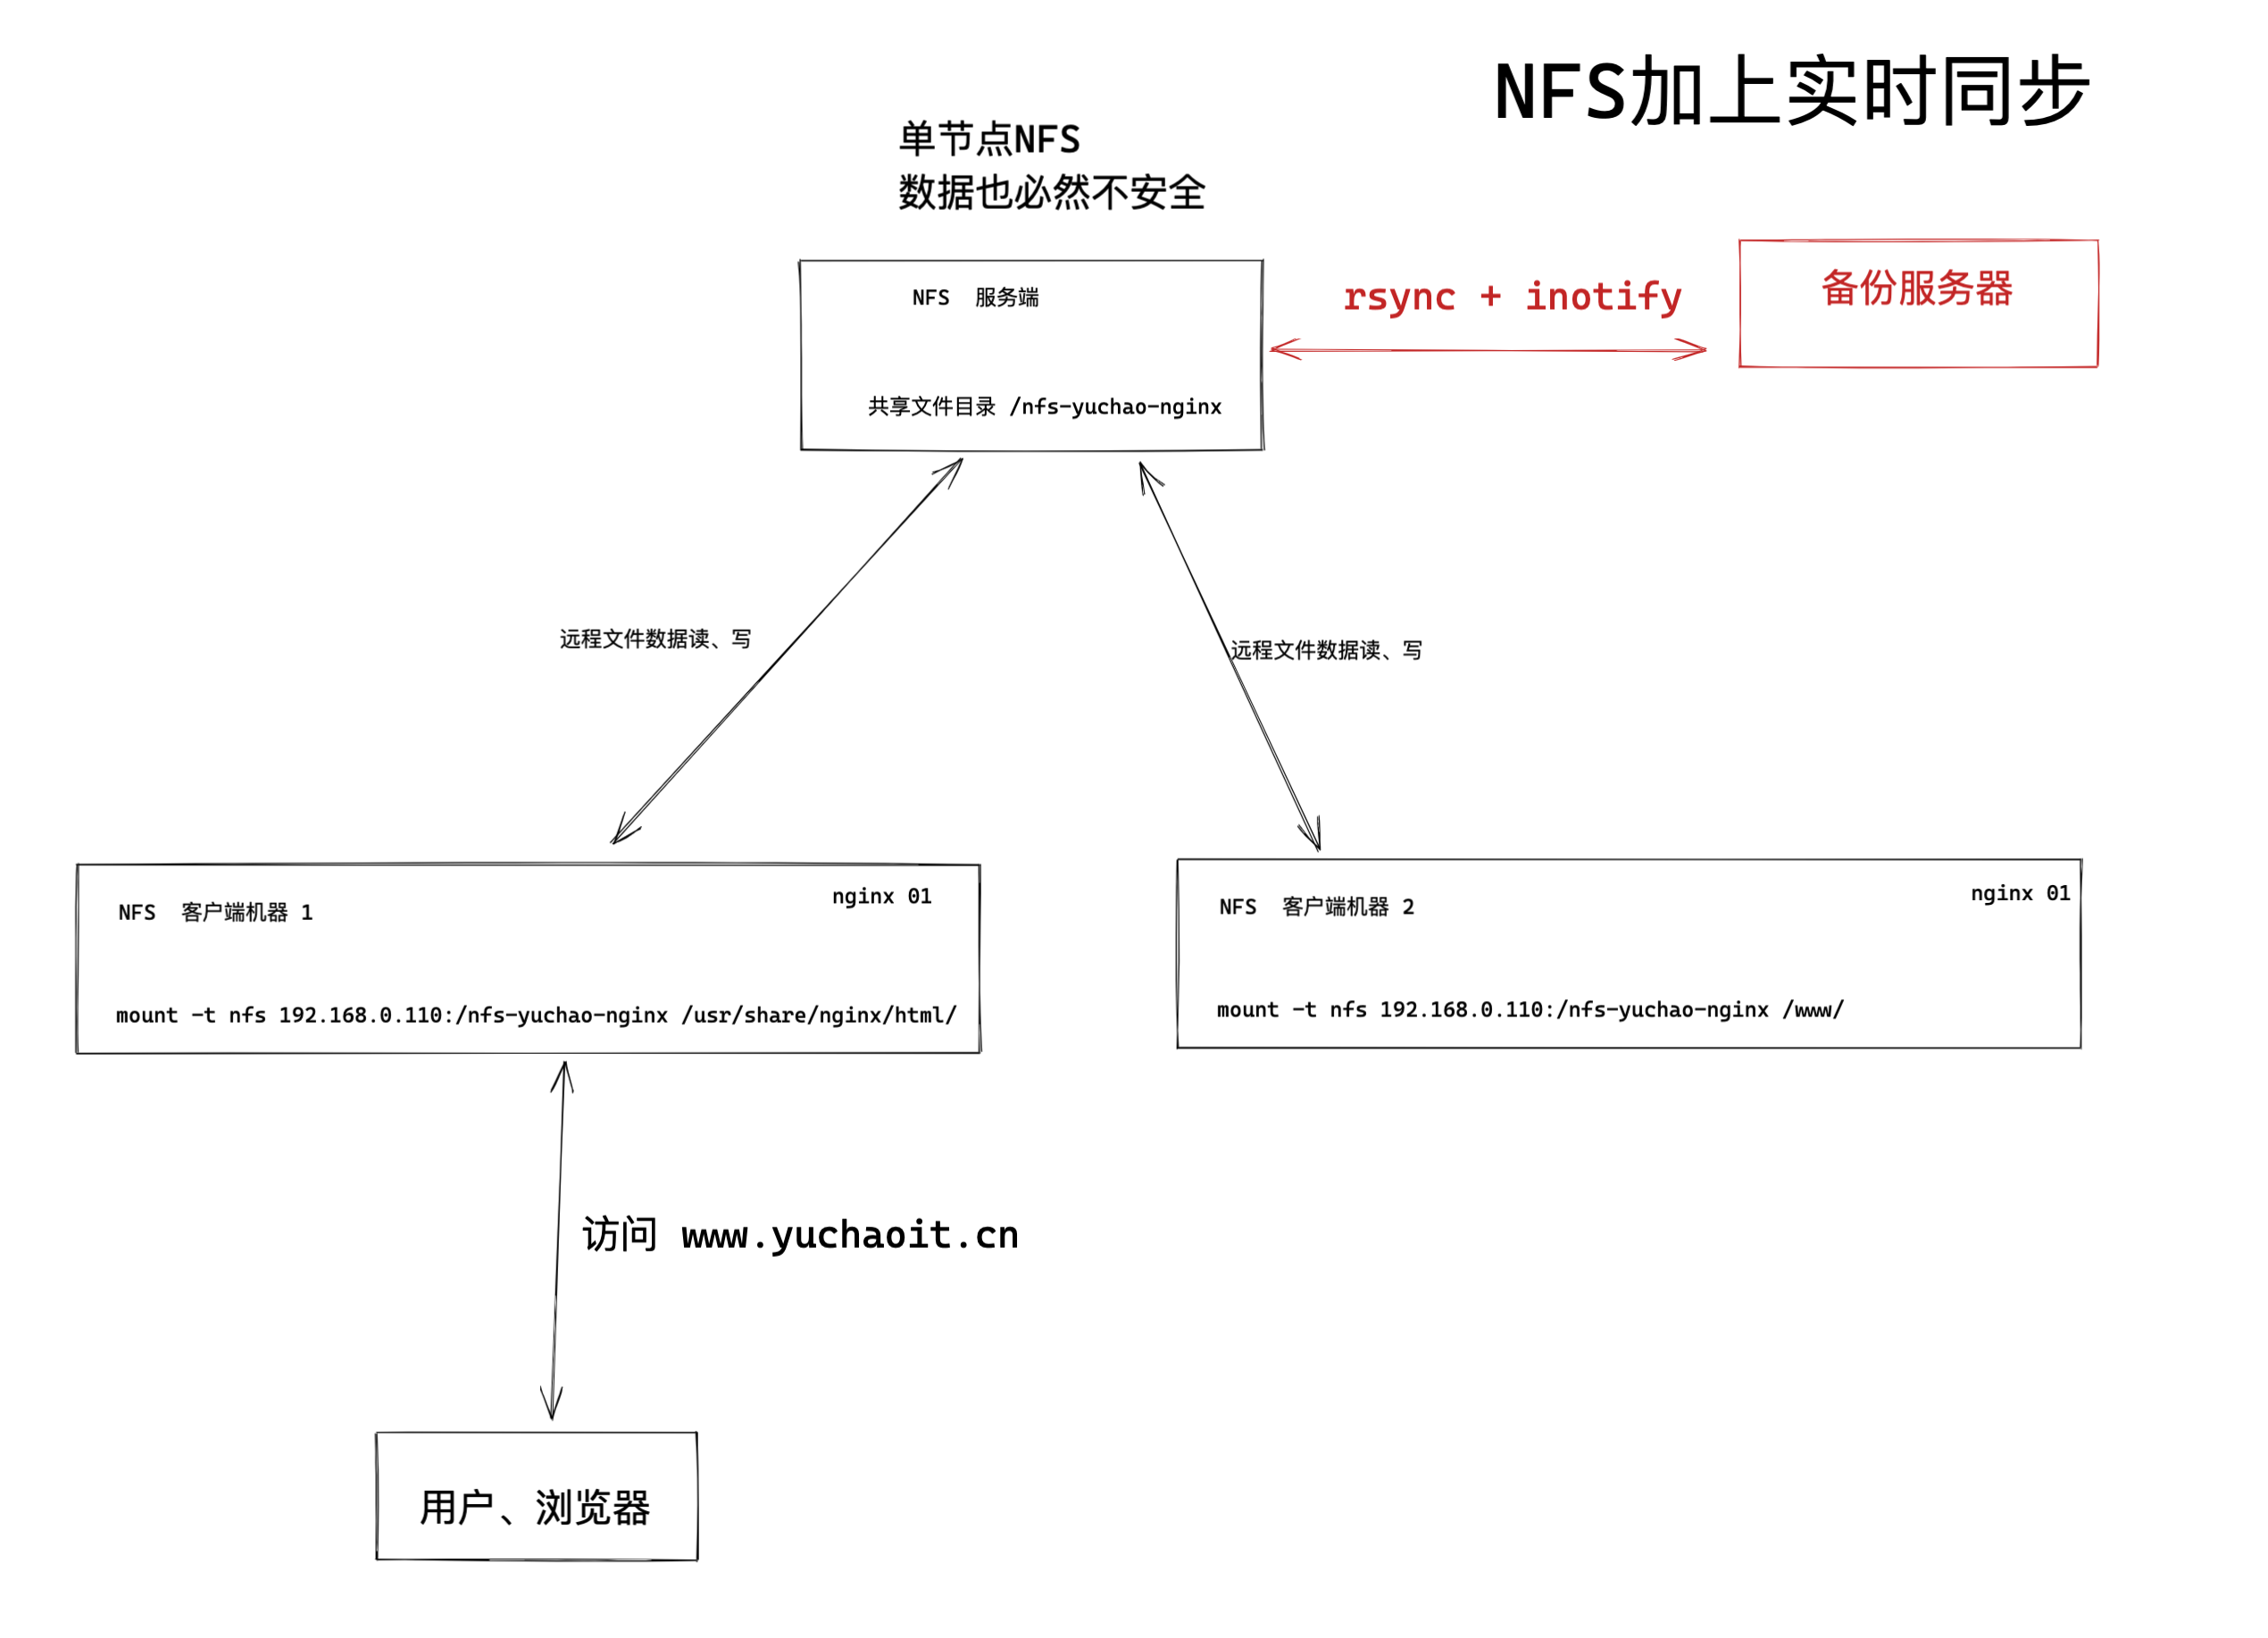 NFS加上实时同步
单节点NFS
数据也必然不安全
NFS 服务端
共享文件目录 /nfs-yuchao-nginx
rsync + inotify
备份服务器
远程文件数据读、写
远程文件数据读、写
NFS 客户端机器 1
nginx 01
mount -t nfs 192.168.0.110:/nfs-yuchao-nginx /usr/share/nginx/html/
NFS 客户端机器 2
nginx 01
mount -t nfs 192.168.0.110:/nfs-yuchao-nginx /www/
访问 www.yuchaoit.cn
用户、浏览器